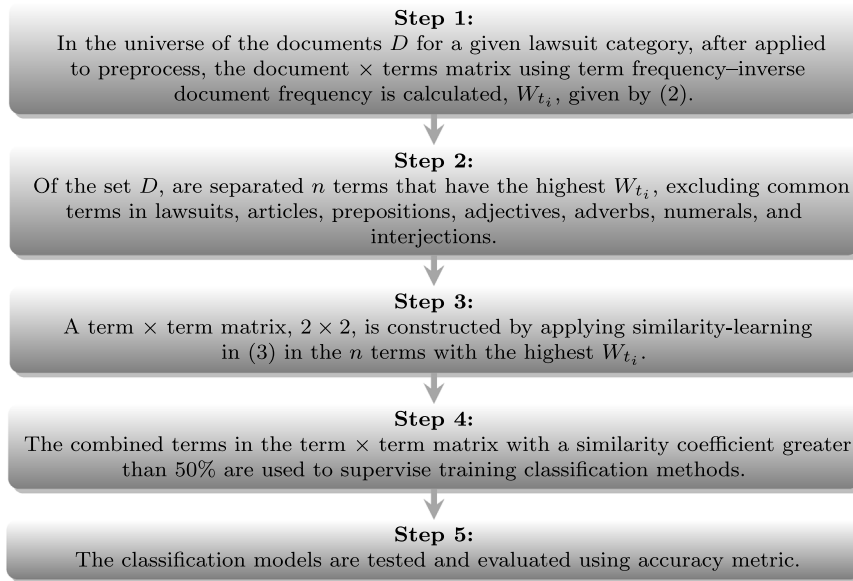 Step 1:
In the universe of the documents D for a given lawsuit category, after applied
to preprocess, the document × terms matrix using term frequency–inverse
document frequency is calculated, W_{t_i}, given by (2).
Step 2:
Of the set D, are separated n terms that have the highest W_{t_i}, excluding common
terms in lawsuits, articles, prepositions, adjectives, adverbs, numerals, and
interjections.
Step 3:
A term × term matrix, 2 × 2, is constructed by applying similarity-learning
in (3) in the n terms with the highest W_{t_i}.
Step 4:
The combined terms in the term × term matrix with a similarity coefficient greater
than 50% are used to supervise training classification methods.
Step 5:
The classification models are tested and evaluated using accuracy metric.